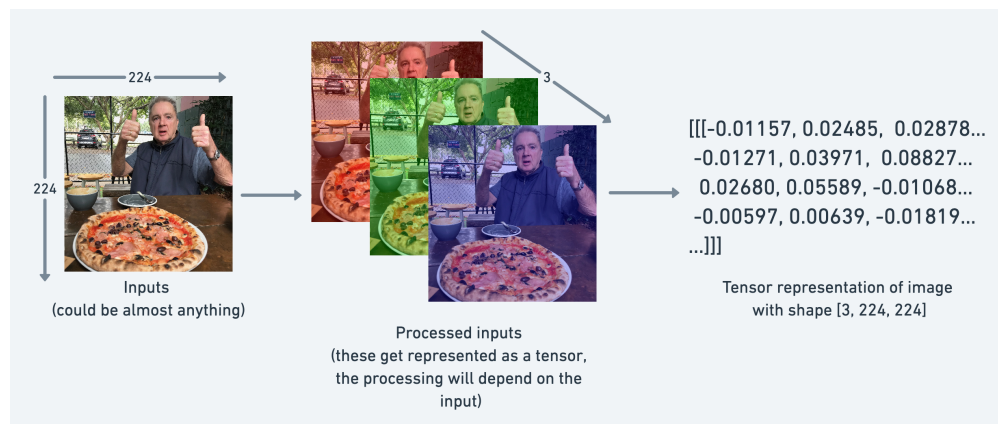 224
224
Inputs
(could be almost anything)
3
Processed inputs
(these get represented as a tensor,
the processing will depend on the
input)
[[[-0.01157, 0.02485, 0.02878...
-0.01271, 0.03971, 0.08827...
0.02680, 0.05589, -0.01068...
-0.00597, 0.00639, -0.01819...
...]]]
Tensor representation of image
with shape [3, 224, 224]